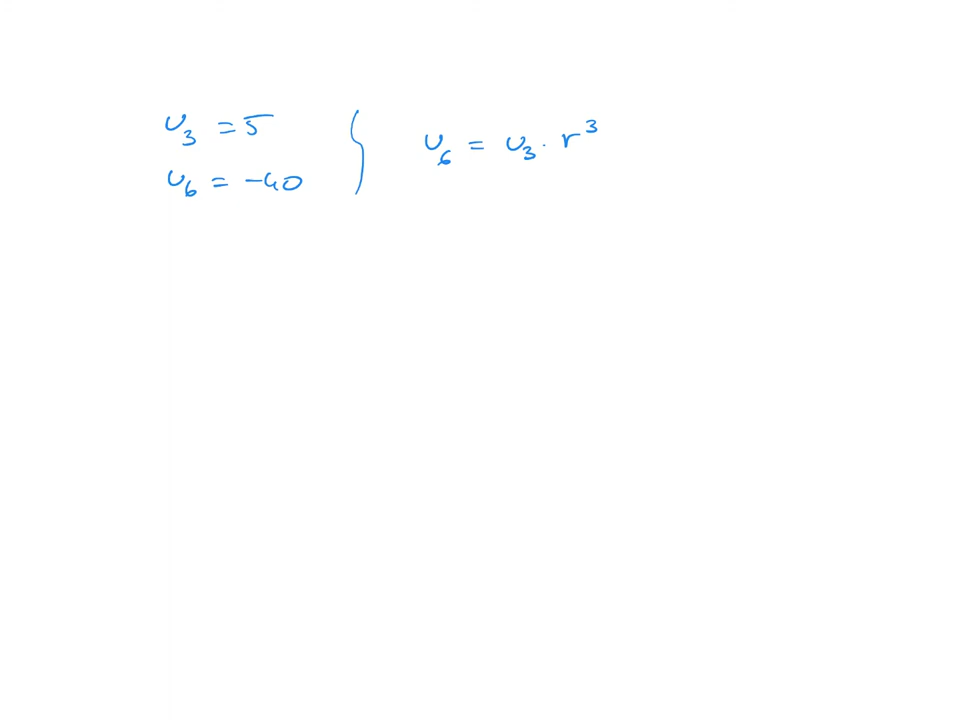 u₃ = 5
u₆ = -40
u₆ = u₃ · r³